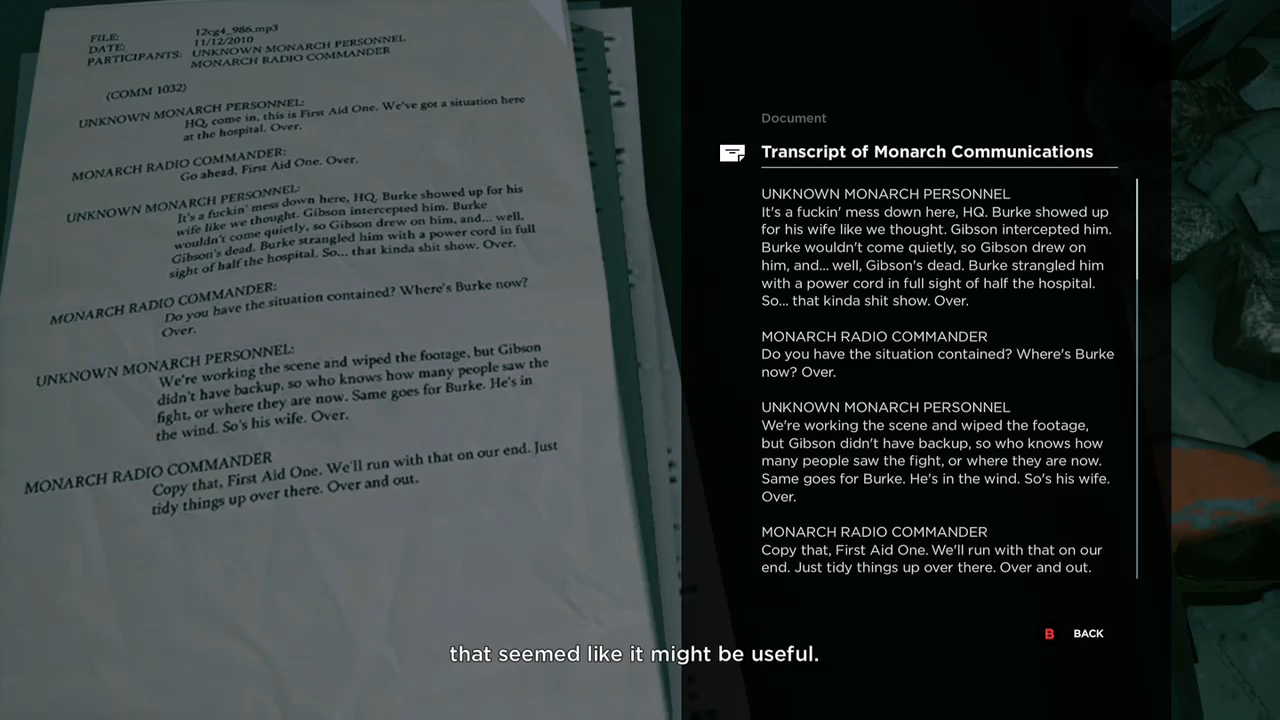 FILE: 12cg4_986.mp3
DATE: 11/12/2010
PARTICIPANTS: UNKNOWN MONARCH PERSONNEL
MONARCH RADIO COMMANDER
(COMM 1032)
UNKNOWN MONARCH PERSONNEL:
HQ, come in, this is First Aid One. We've got a situation here
at the hospital. Over.
MONARCH RADIO COMMANDER:
Go ahead, First Aid One. Over.
UNKNOWN MONARCH PERSONNEL:
It's a fuckin' mess down here, HQ. Burke showed up for his
wife like we thought. Gibson intercepted him. Burke
wouldn't come quietly, so Gibson drew on him, and... well,
Gibson's dead. Burke strangled him with a power cord in full
sight of half the hospital. So... that kinda shit show. Over.
MONARCH RADIO COMMANDER:
Do you have the situation contained? Where's Burke now?
Over.
UNKNOWN MONARCH PERSONNEL:
We're working the scene and wiped the footage, but Gibson
didn't have backup, so who knows how many people saw the
fight, or where they are now. Same goes for Burke. He's in
the wind. So's his wife. Over.
MONARCH RADIO COMMANDER
Copy that, First Aid One. We'll run with that on our end. Just
tidy things up over there. Over and out.
Document
Transcript of Monarch Communications
UNKNOWN MONARCH PERSONNEL
It's a fuckin' mess down here, HQ. Burke showed up
for his wife like we thought. Gibson intercepted him.
Burke wouldn't come quietly, so Gibson drew on
him, and... well, Gibson's dead. Burke strangled him
with a power cord in full sight of half the hospital.
So... that kinda shit show. Over.
MONARCH RADIO COMMANDER
Do you have the situation contained? Where's Burke
now? Over.
UNKNOWN MONARCH PERSONNEL
We're working the scene and wiped the footage,
but Gibson didn't have backup, so who knows how
many people saw the fight, or where they are now.
Same goes for Burke. He's in the wind. So's his wife.
Over.
MONARCH RADIO COMMANDER
Copy that, First Aid One. We'll run with that on our
end. Just tidy things up over there. Over and out.
B BACK
that seemed like it might be useful.